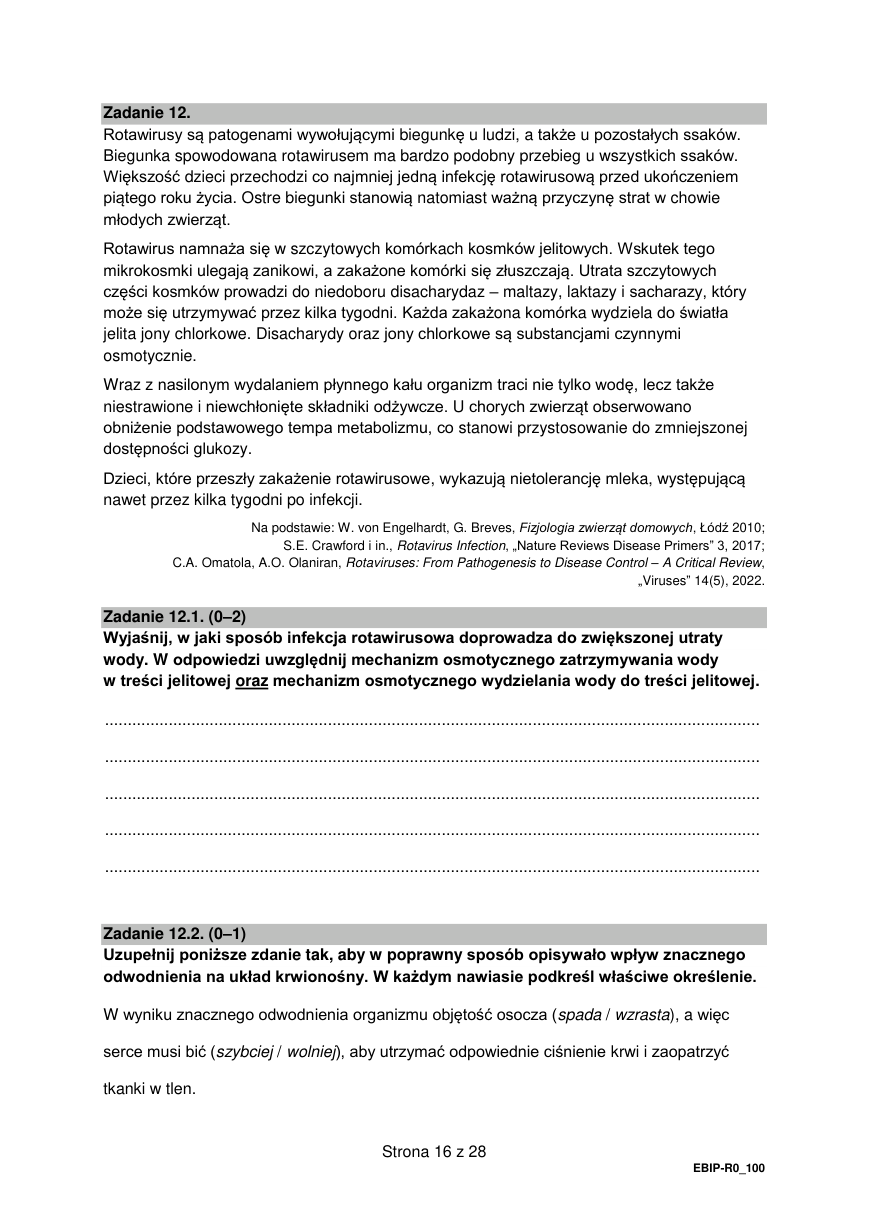 Zadanie 12.
Rotawirusy są patogenami wywołującymi biegunkę u ludzi, a także u pozostałych ssaków.
Biegunka spowodowana rotawirusem ma bardzo podobny przebieg u wszystkich ssaków.
Większość dzieci przechodzi co najmniej jedną infekcję rotawirusową przed ukończeniem
piątego roku życia. Ostre biegunki stanowią natomiast ważną przyczynę strat w chowie
młodych zwierząt.
Rotawirus namnaża się w szczytowych komórkach kosmków jelitowych. Wskutek tego
mikrokosmki ulegają zanikowi, a zakażone komórki się złuszczają. Utrata szczytowych
części kosmków prowadzi do niedoboru disacharydaz – maltazy, laktazy i sacharazy, który
może się utrzymywać przez kilka tygodni. Każda zakażona komórka wydziela do światła
jelita jony chlorkowe. Disacharydy oraz jony chlorkowe są substancjami czynnymi
osmotycznie.
Wraz z nasilonym wydalaniem płynnego kału organizm traci nie tylko wodę, lecz także
niestrawione i niewchłonięte składniki odżywcze. U chorych zwierząt obserwowano
obniżenie podstawowego tempa metabolizmu, co stanowi przystosowanie do zmniejszonej
dostępności glukozy.
Dzieci, które przeszły zakażenie rotawirusowe, wykazują nietolerancję mleka, występującą
nawet przez kilka tygodni po infekcji.
Na podstawie: W. von Engelhardt, G. Breves, Fizjologia zwierząt domowych, Łódź 2010;
S.E. Crawford i in., Rotavirus Infection, „Nature Reviews Disease Primers” 3, 2017;
C.A. Omatola, A.O. Olaniran, Rotaviruses: From Pathogenesis to Disease Control – A Critical Review,
„Viruses” 14(5), 2022.
Zadanie 12.1. (0–2)
Wyjaśnij, w jaki sposób infekcja rotawirusowa doprowadza do zwiększonej utraty
wody. W odpowiedzi uwzględnij mechanizm osmotycznego zatrzymywania wody
w treści jelitowej oraz mechanizm osmotycznego wydzielania wody do treści jelitowej.
Zadanie 12.2. (0–1)
Uzupełnij poniższe zdanie tak, aby w poprawny sposób opisywało wpływ znacznego
odwodnienia na układ krwionośny. W każdym nawiasie podkreśl właściwe określenie.
W wyniku znacznego odwodnienia organizmu objętość osocza (spada / wzrasta), a więc
serce musi bić (szybciej / wolniej), aby utrzymać odpowiednie ciśnienie krwi i zaopatrzyć
tkanki w tlen.
Strona 16 z 28
EBIP-R0_100